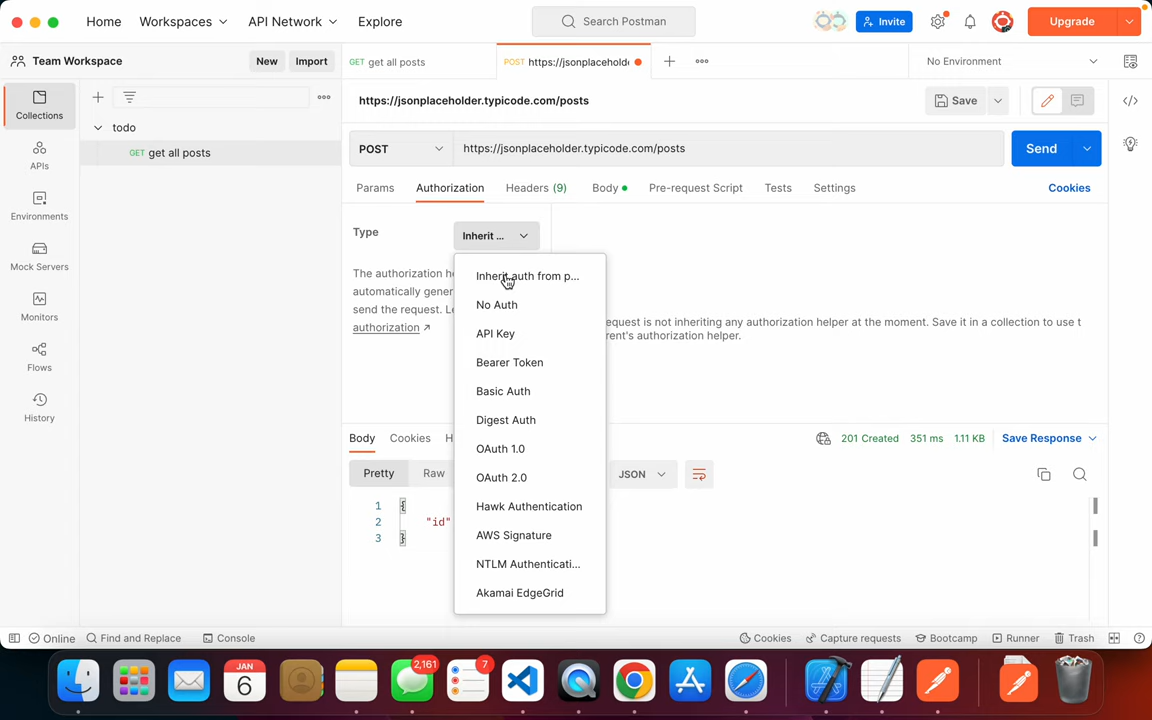 Home
Workspaces
API Network
Explore
Search Postman
Invite
Upgrade
Team Workspace
New
Import
GET get all posts
POST https://jsonplaceholde
No Environment
Collections
APIs
Environments
Mock Servers
Monitors
Flows
History
todo
GET get all posts
https://jsonplaceholder.typicode.com/posts
Save
POST
https://jsonplaceholder.typicode.com/posts
Send
Params
Authorization
Headers (9)
Body
Pre-request Script
Tests
Settings
Cookies
Type
Inherit ...
The authorization he
automatically gener
send the request. Le
authorization ↗
Inherit auth from p...
No Auth
API Key
Bearer Token
Basic Auth
Digest Auth
OAuth 1.0
OAuth 2.0
Hawk Authentication
AWS Signature
NTLM Authenticati...
Akamai EdgeGrid
equest is not inheriting any authorization helper at the moment. Save it in a collection to use t
rent's authorization helper.
Body
Cookies
H
201 Created
351 ms
1.11 KB
Save Response
Pretty
Raw
JSON
1 {
2 "id"
3 }
Online
Find and Replace
Console
Cookies
Capture requests
Bootcamp
Runner
Trash
JAN
6
2,161
7